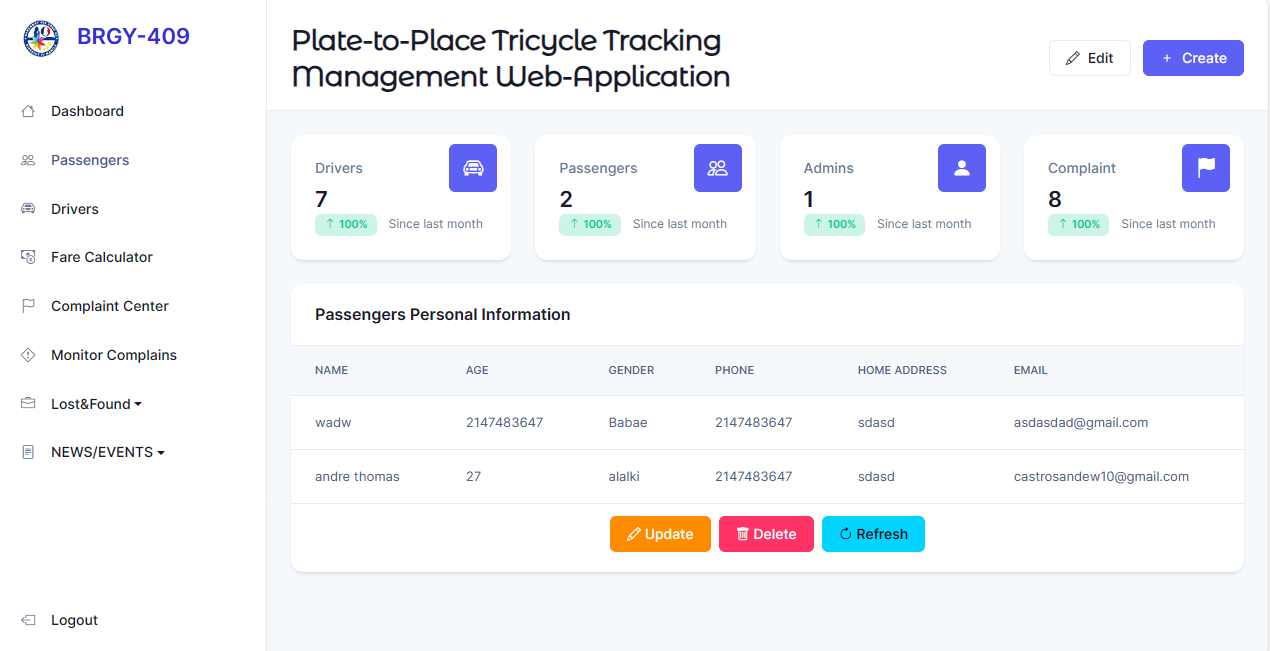 BRGY-409
Dashboard
Passengers
Drivers
Fare Calculator
Complaint Center
Monitor Complains
Lost&Found
NEWS/EVENTS
Logout
Plate-to-Place Tricycle Tracking
Management Web-Application
Edit
+ Create
Drivers
7
↑ 100% Since last month
Passengers
2
↑ 100% Since last month
Admins
1
↑ 100% Since last month
Complaint
8
↑ 100% Since last month
Passengers Personal Information
NAME AGE GENDER PHONE HOME ADDRESS EMAIL
wadw 2147483647 Babae 2147483647 sdasd asdasdad@gmail.com
andre thomas 27 alalki 2147483647 sdasd castrosandew10@gmail.com
Update Delete Refresh